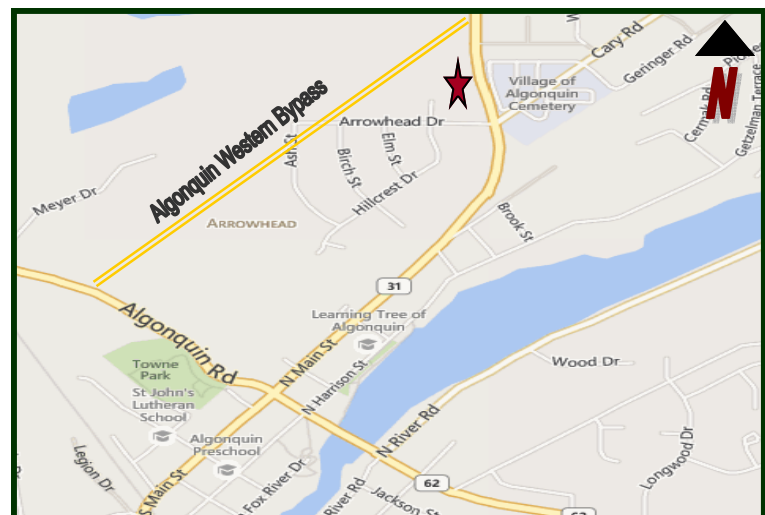 Cary Rd
Geringer Rd
N
Cermak Rd
Getzelman Terrace
Village of
Algonquin
Cemetery
Algonquin Western Bypass
Arrowhead Dr
Ash St
Birch St
Elm St
Hillcrest Dr
Meyer Dr
ARROWHEAD
Brook St
31
Learning Tree of
Algonquin
Algonquin Rd
N Main St
N Harrison St
Towne
Park
St John's
Lutheran
School
Wood Dr
Algonquin
Preschool
N River Rd
Legion Dr
S Main St
Fox River Dr
River Rd
62
Jackson St
Longwood Dr